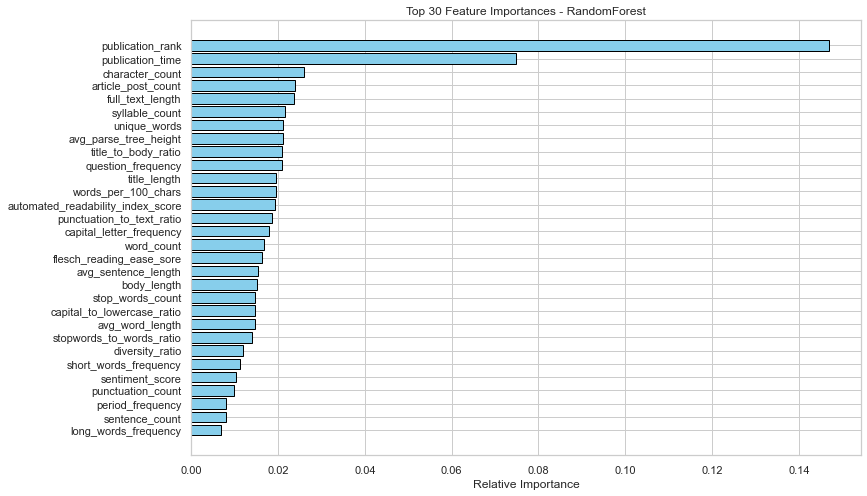 Top 30 Feature Importances - RandomForest
publication_rank
publication_time
character_count
article_post_count
full_text_length
syllable_count
unique_words
avg_parse_tree_height
title_to_body_ratio
question_frequency
title_length
words_per_100_chars
automated_readability_index_score
punctuation_to_text_ratio
capital_letter_frequency
word_count
flesch_reading_ease_sore
avg_sentence_length
body_length
stop_words_count
capital_to_lowercase_ratio
avg_word_length
stopwords_to_words_ratio
diversity_ratio
short_words_frequency
sentiment_score
punctuation_count
period_frequency
sentence_count
long_words_frequency
0.00 0.02 0.04 0.06 0.08 0.10 0.12 0.14
Relative Importance